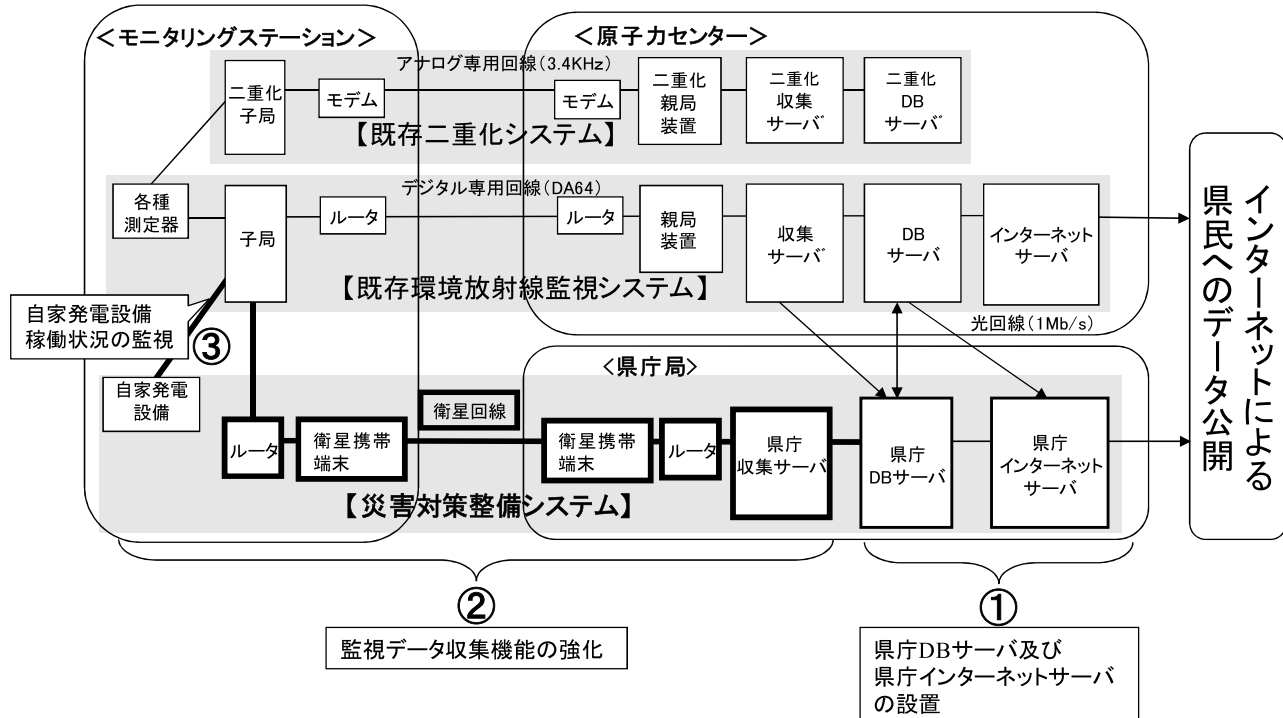 ＜モニタリングステーション＞
＜原子力センター＞
アナログ専用回線（3.4KHz）
二重化
子局
モデム
モデム
二重化
親局
装置
二重化
収集
サーバ
二重化
DB
サーバ
【既存二重化システム】
各種
測定器
デジタル専用回線（DA64）
子局
ルータ
ルータ
親局
装置
収集
サーバ
DB
サーバ
インターネット
サーバ
【既存環境放射線監視システム】
インターネットによる
県民へのデータ公開
自家発電設備
稼働状況の監視
③
光回線（1Mb/s）
自家発電
設備
＜県庁局＞
衛星回線
ルータ
衛星携帯
端末
衛星携帯
端末
ルータ
県庁
収集サーバ
県庁
DBサーバ
県庁
インターネット
サーバ
【災害対策整備システム】
②
監視データ収集機能の強化
①
県庁DBサーバ及び
県庁インターネットサーバ
の設置